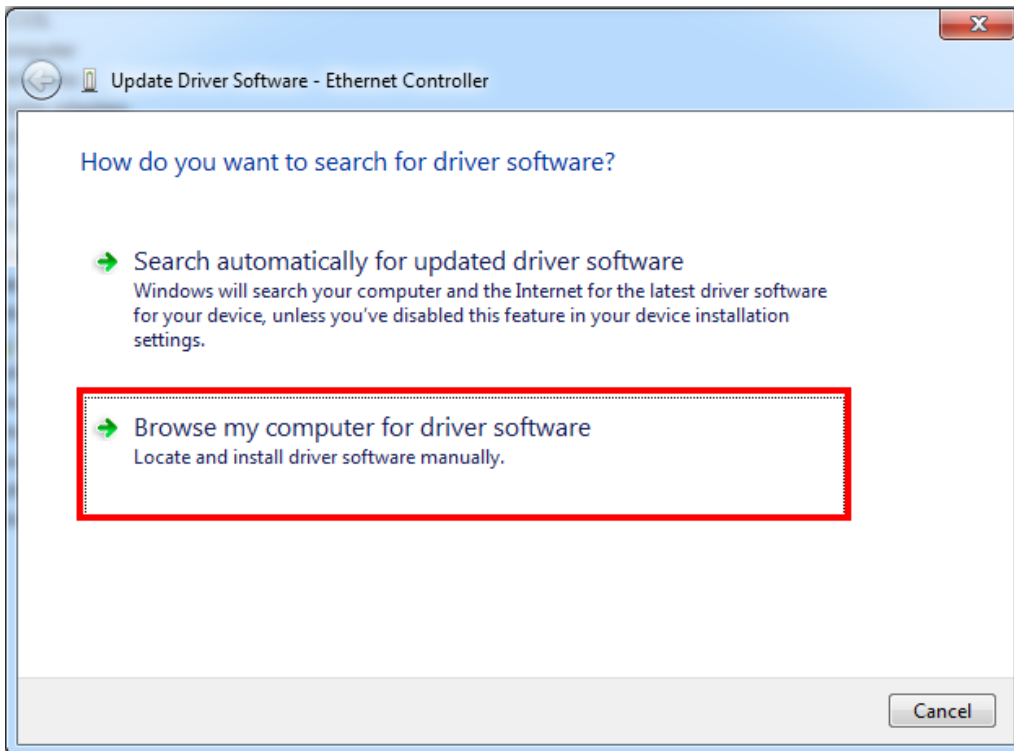 Update Driver Software - Ethernet Controller
How do you want to search for driver software?
Search automatically for updated driver software
Windows will search your computer and the Internet for the latest driver software
for your device, unless you've disabled this feature in your device installation
settings.
Browse my computer for driver software
Locate and install driver software manually.
Cancel